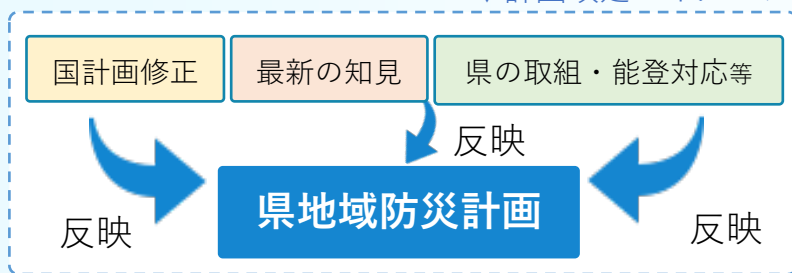 国計画修正
最新の知見
県の取組・能登対応等
反映
県地域防災計画
反映
反映